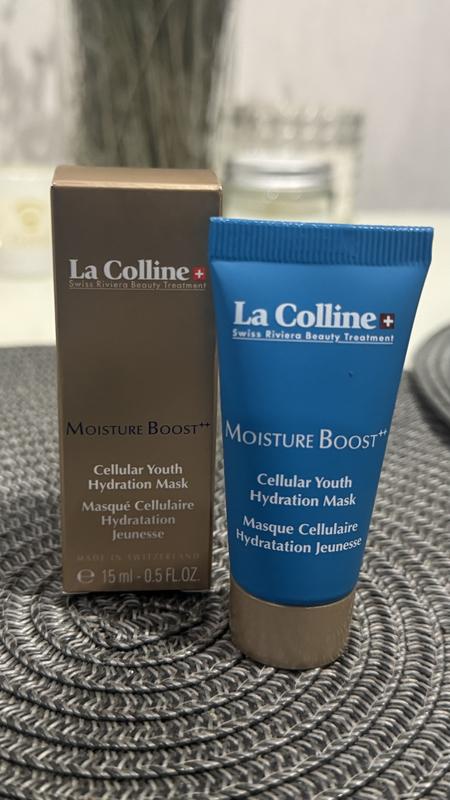 La Colline
Swiss Riviera Beauty Treatment
MOISTURE BOOST++
Cellular Youth
Hydration Mask
Masqué Cellulaire
Hydratation
Jeunesse
MADE IN SWITZERLAND
℮ 15 ml - 0.5 FL.OZ.
La Colline
Swiss Riviera Beauty Treatment
MOISTURE BOOST++
Cellular Youth
Hydration Mask
Masque Cellulaire
Hydratation Jeunesse